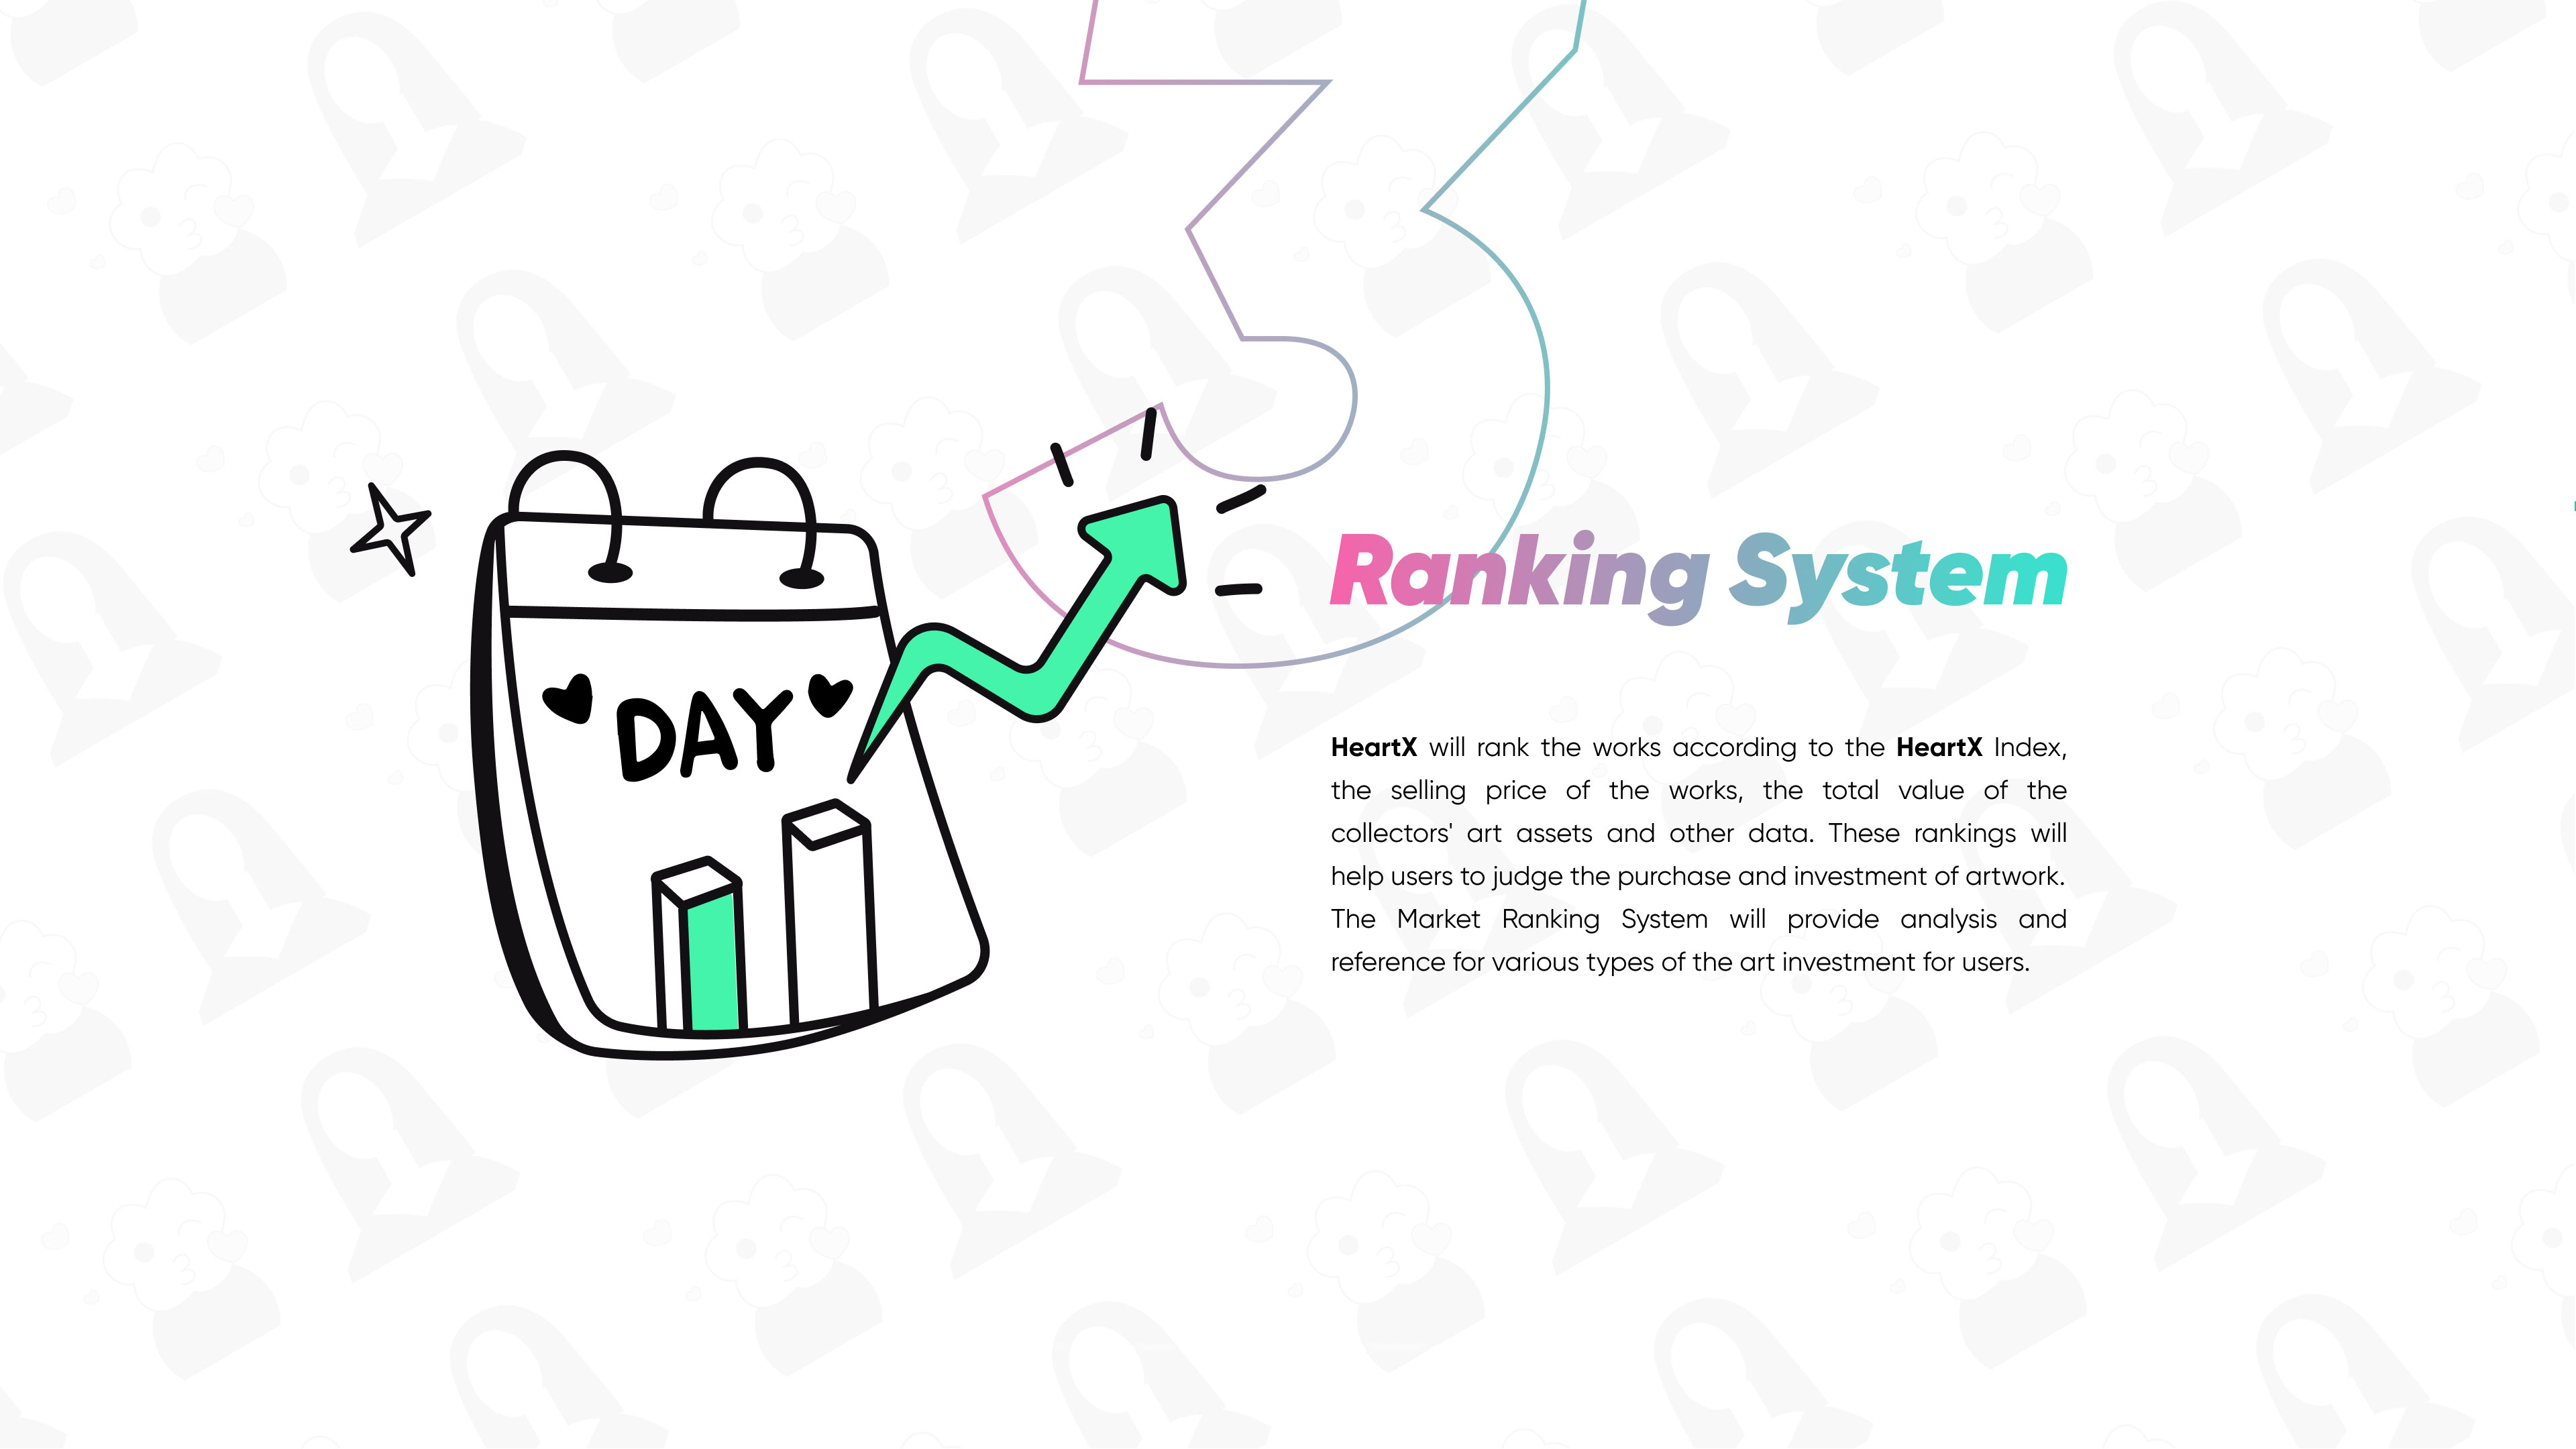 3
DAY
Ranking System
HeartX will rank the works according to the HeartX Index,
the selling price of the works, the total value of the
collectors' art assets and other data. These rankings will
help users to judge the purchase and investment of artwork.
The Market Ranking System will provide analysis and
reference for various types of the art investment for users.